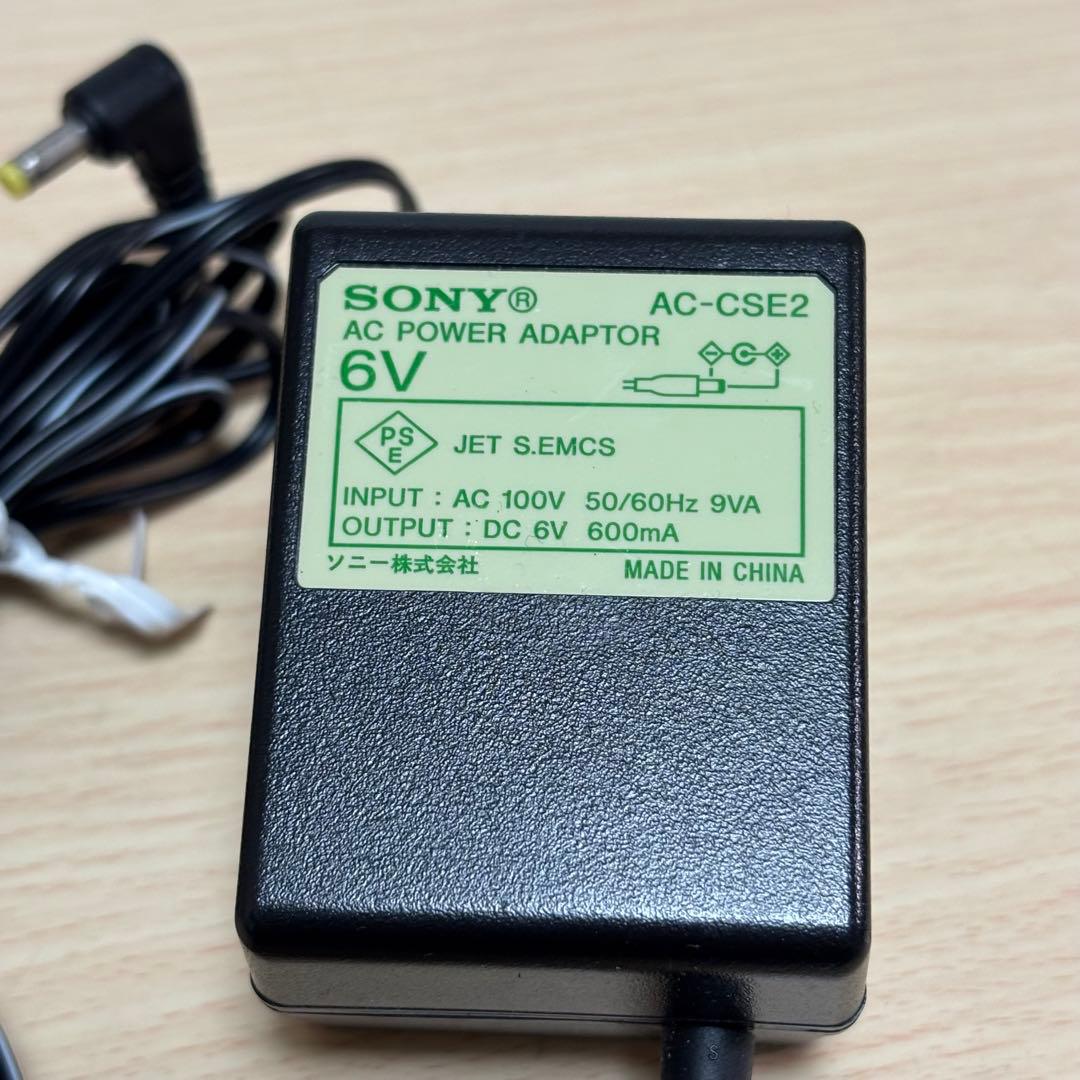 SONY® AC-CSE2
AC POWER ADAPTOR
6V
PSE JET S.EMCS
INPUT : AC 100V 50/60Hz 9VA
OUTPUT : DC 6V 600mA
ソニー株式会社 MADE IN CHINA
S